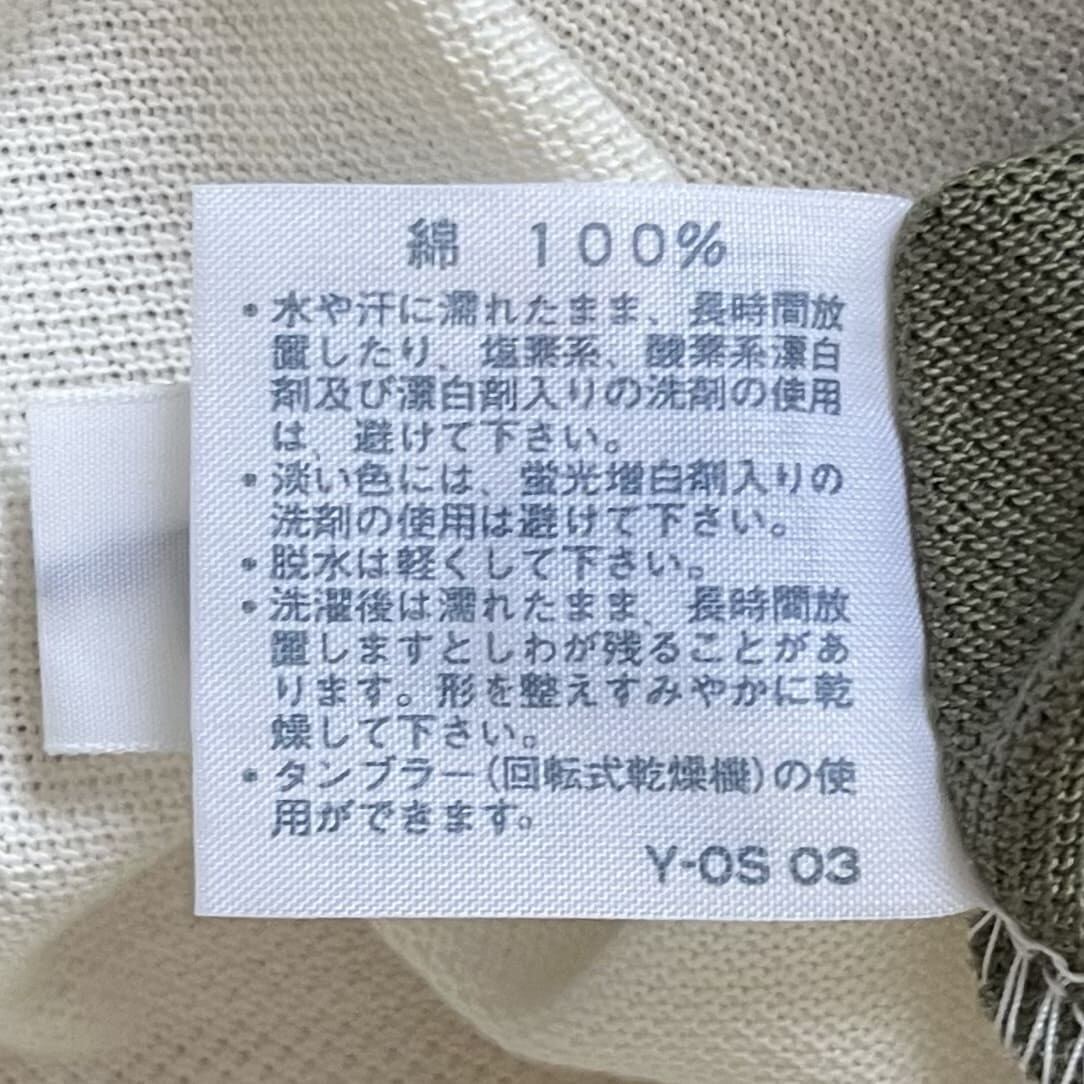 綿 100%
・水や汗に濡れたまま、長時間放
置したり、塩素系、酸素系漂白
剤及び漂白剤入りの洗剤の使用
は、避けて下さい。
・淡い色には、蛍光増白剤入りの
洗剤の使用は避けて下さい。
・脱水は軽くして下さい。
・洗濯後は濡れたまま、長時間放
置しますとしわが残ることがあ
ります。形を整えすみやかに乾
燥して下さい。
・タンブラー(回転式乾燥機)の使
用ができます。
Y-OS 03